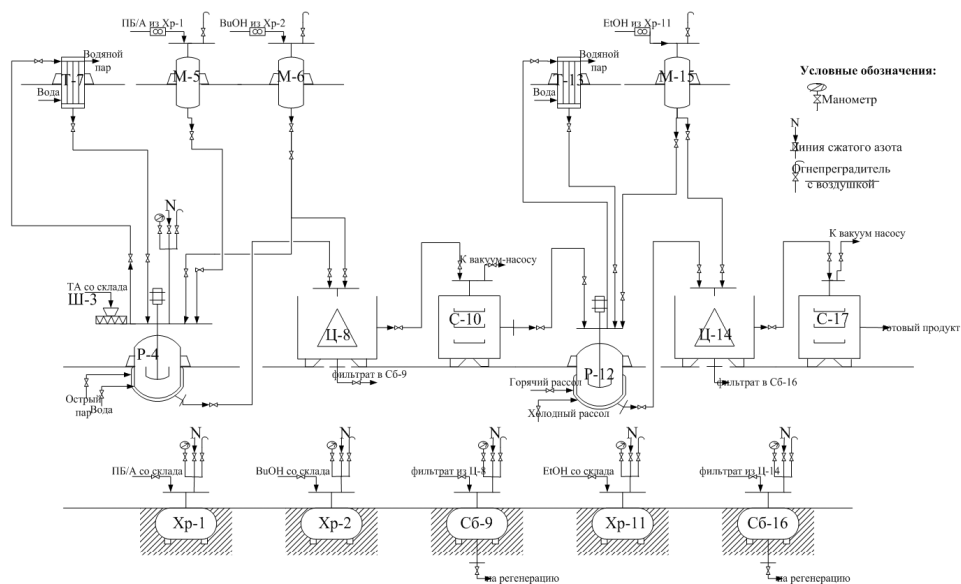 ПБ/А из Хр-1
BuOH из Хр-2
EtOH из Хр-11
Водяной
пар
Т-7
Вода
М-5
М-6
Водяной
пар
Т-13
Вода
М-15
Условные обозначения:
Манометр
N
Линия сжатого азота
Огнепреградитель
с воздушкой
N
ТА со склада
Ш-3
Р-4
Острый
пар
Вода
Ц-8
фильтрат в Сб-9
К вакуум-насосу
С-10
Р-12
Горячий рассол
Холодный рассол
Ц-14
фильтрат в Сб-16
К вакуум насосу
С-17
готовый продукт
N
ПБ/А со склада
Хр-1
N
BuOH со склада
Хр-2
N
фильтрат из Ц-8
Сб-9
на регенерацию
N
EtOH со склада
Хр-11
N
фильтрат из Ц-14
Сб-16
на регенерацию